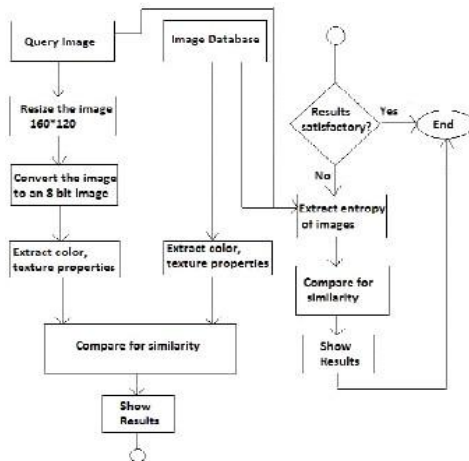 Query Image
Resize the image
160*120
Convert the image
to an 8 bit image
Extract color,
texture properties
Image Database
Extract color,
texture properties
Compare for similarity
Show
Results
Results
satisfactory?
Yes
End
No
Extract entropy
of images
Compare for
similarity
Show
Results